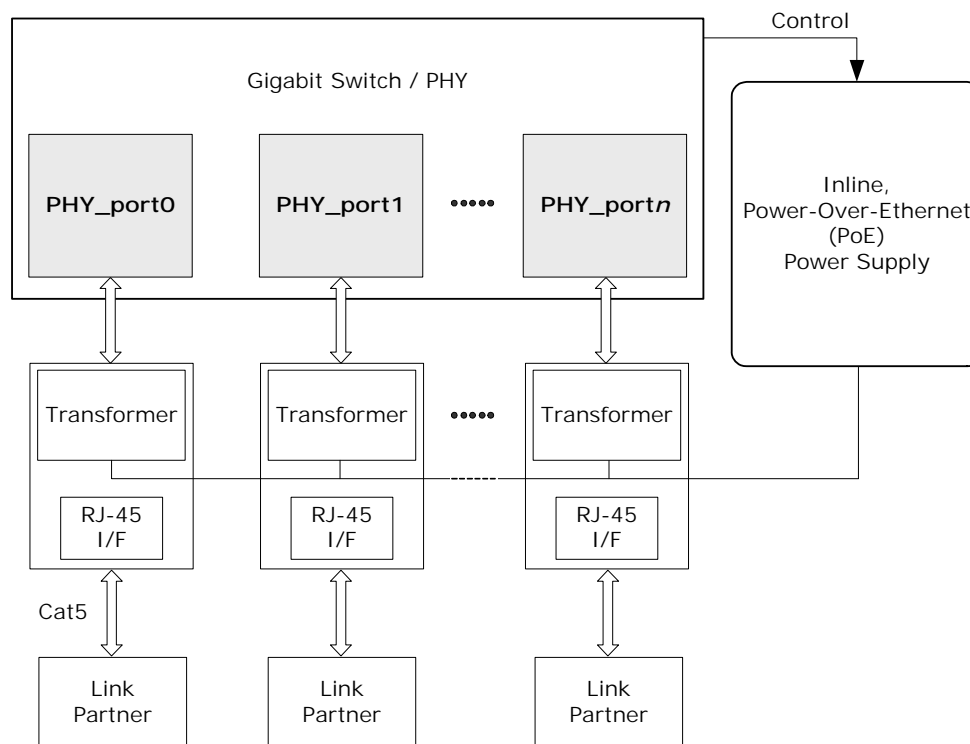 Control
Gigabit Switch / PHY
PHY_port0
PHY_port1
PHY_portn
Inline,
Power-Over-Ethernet
(PoE)
Power Supply
Transformer
Transformer
Transformer
RJ-45
I/F
RJ-45
I/F
RJ-45
I/F
Cat5
Link
Partner
Link
Partner
Link
Partner